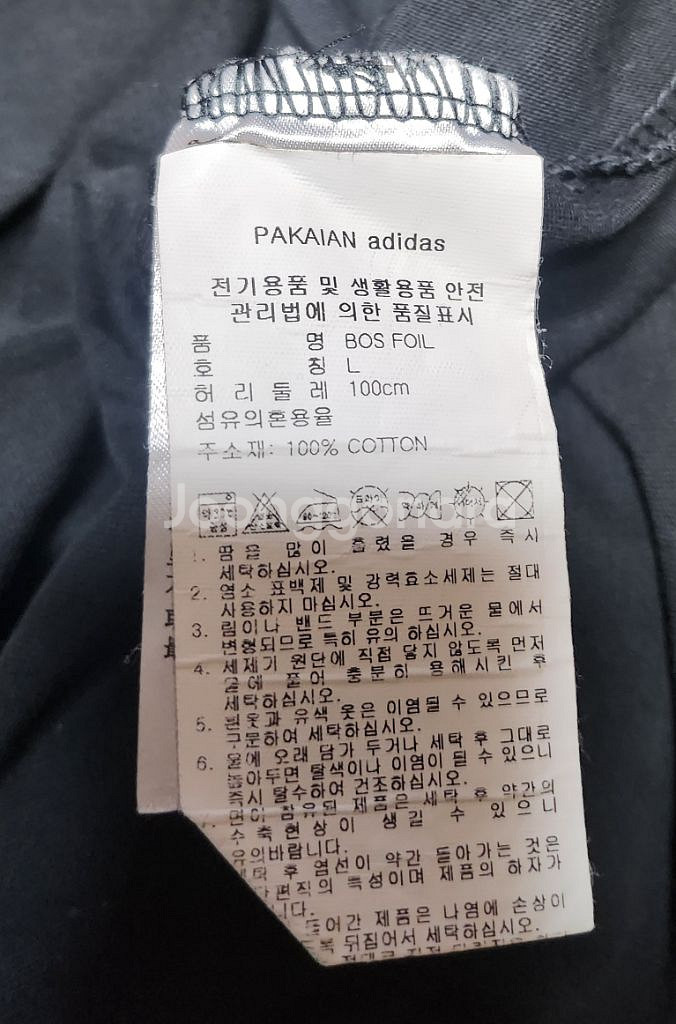 PAKAIAN adidas
전기용품 및 생활용품 안전
관리법에 의한 품질표시
품 명 BOS FOIL
호 칭 L
허 리 둘 레 100cm
섬유의혼용율
주소재: 100% COTTON
1. 땀을 많이 흘렸을 경우 즉시
세탁하십시오.
2. 염소 표백제 및 강력효소세제는 절대
사용하지 마십시오.
3. 림이나 밴드 부분은 뜨거운 물에서
변형되므로 특히 유의 하십시오.
4. 세제기 원단에 직접 닿지 않도록 먼저
물에 풀어 충분히 용해시킨 후
세탁하십시오.
5. 흰옷과 유색 옷은 이염될 수 있으므로
구분하여 세탁하십시오.
6. 물에 오래 담가 두거나 세탁 후 그대로
놓아두면 탈색이나 이염이 될 수 있으니
즉시 탈수하여 건조하십시오.
면이 함유된 제품은 세탁 후 약간의
수축현상이 생길 수 있으니
유의바랍니다.
후 염선이 약간 돌아가는 것은
편직의 특성이며 제품의 하자가
니다.
들어간 제품은 나염에 손상이
뒤집어서 세탁하십시오.
Joonggonara